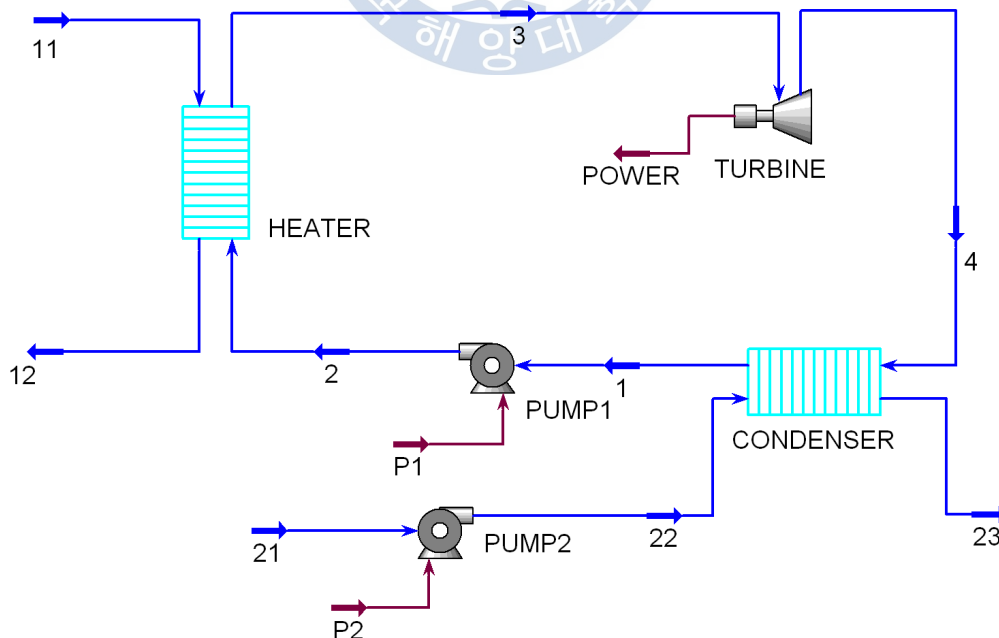 해양대
3
11
TURBINE
POWER
HEATER
4
12
2
1
PUMP1
CONDENSER
P1
21
PUMP2
22
23
P2